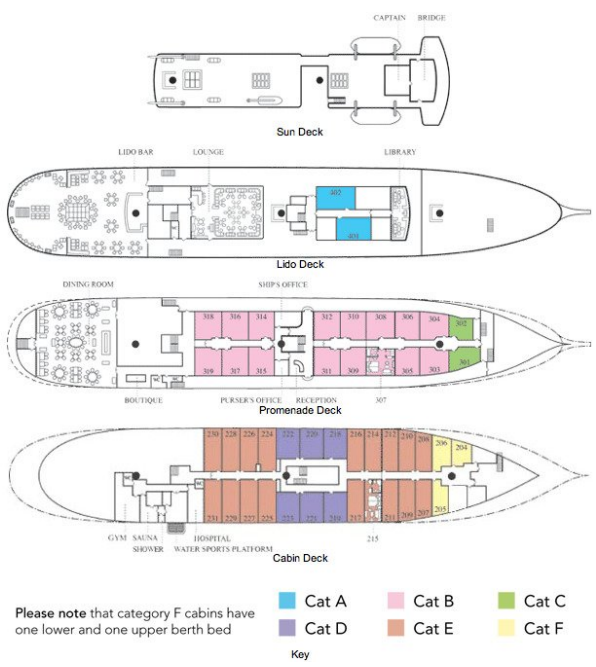 CAPTAIN BRIDGE
Sun Deck
LIDO BAR LOUNGE LIBRARY
402
401
Lido Deck
DINING ROOM SHIP'S OFFICE
318 316 314 312 310 308 306 304 302
319 317 315 311 309 305 303 301
BOUTIQUE PURSER'S OFFICE RECEPTION 307
Promenade Deck
230 228 226 224 222 220 218 216 214 212 210 208 206 204
231 229 227 225 223 221 219 217 211 209 207 205
GYM SAUNA HOSPITAL 215
SHOWER WATER SPORTS PLATFORM
Cabin Deck
Please note that category F cabins have
one lower and one upper berth bed
Cat A Cat B Cat C
Cat D Cat E Cat F
Key